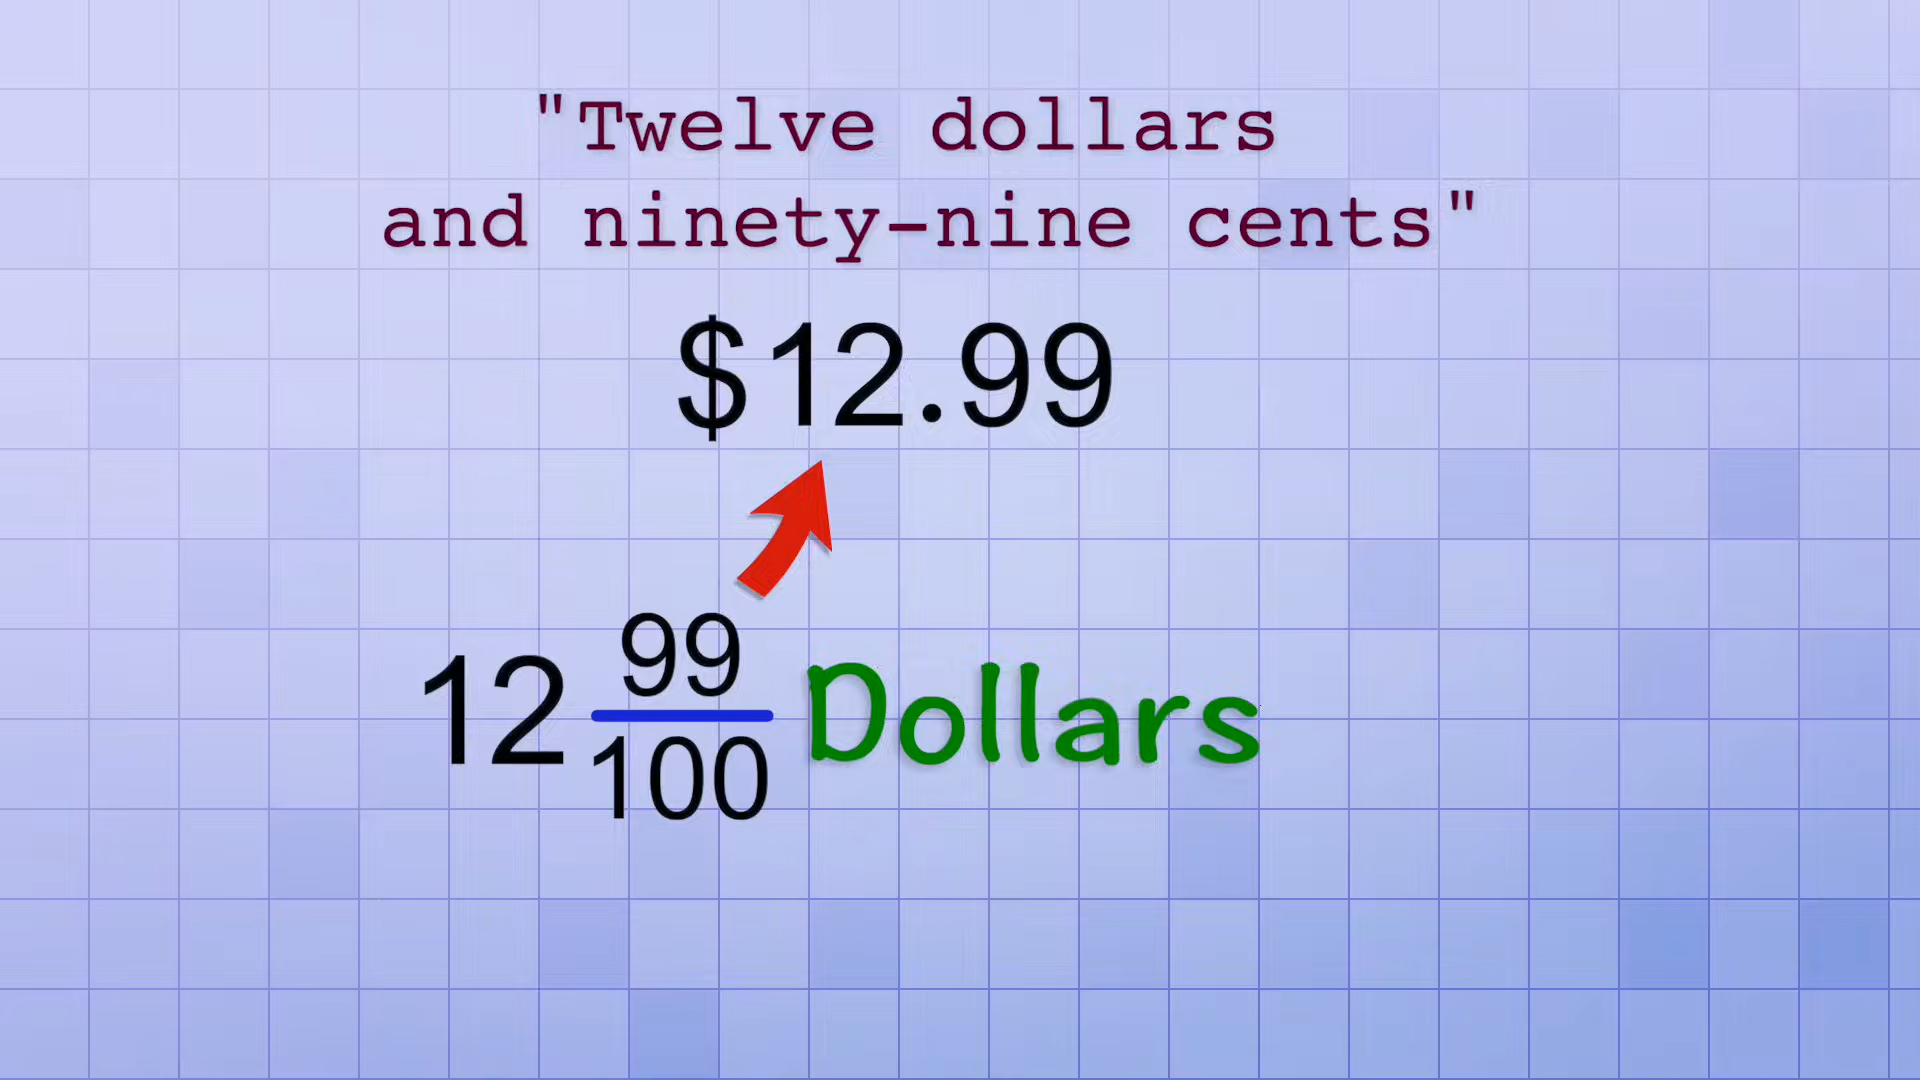 "Twelve dollars
and ninety-nine cents"
$12.99
12 99/100 Dollars